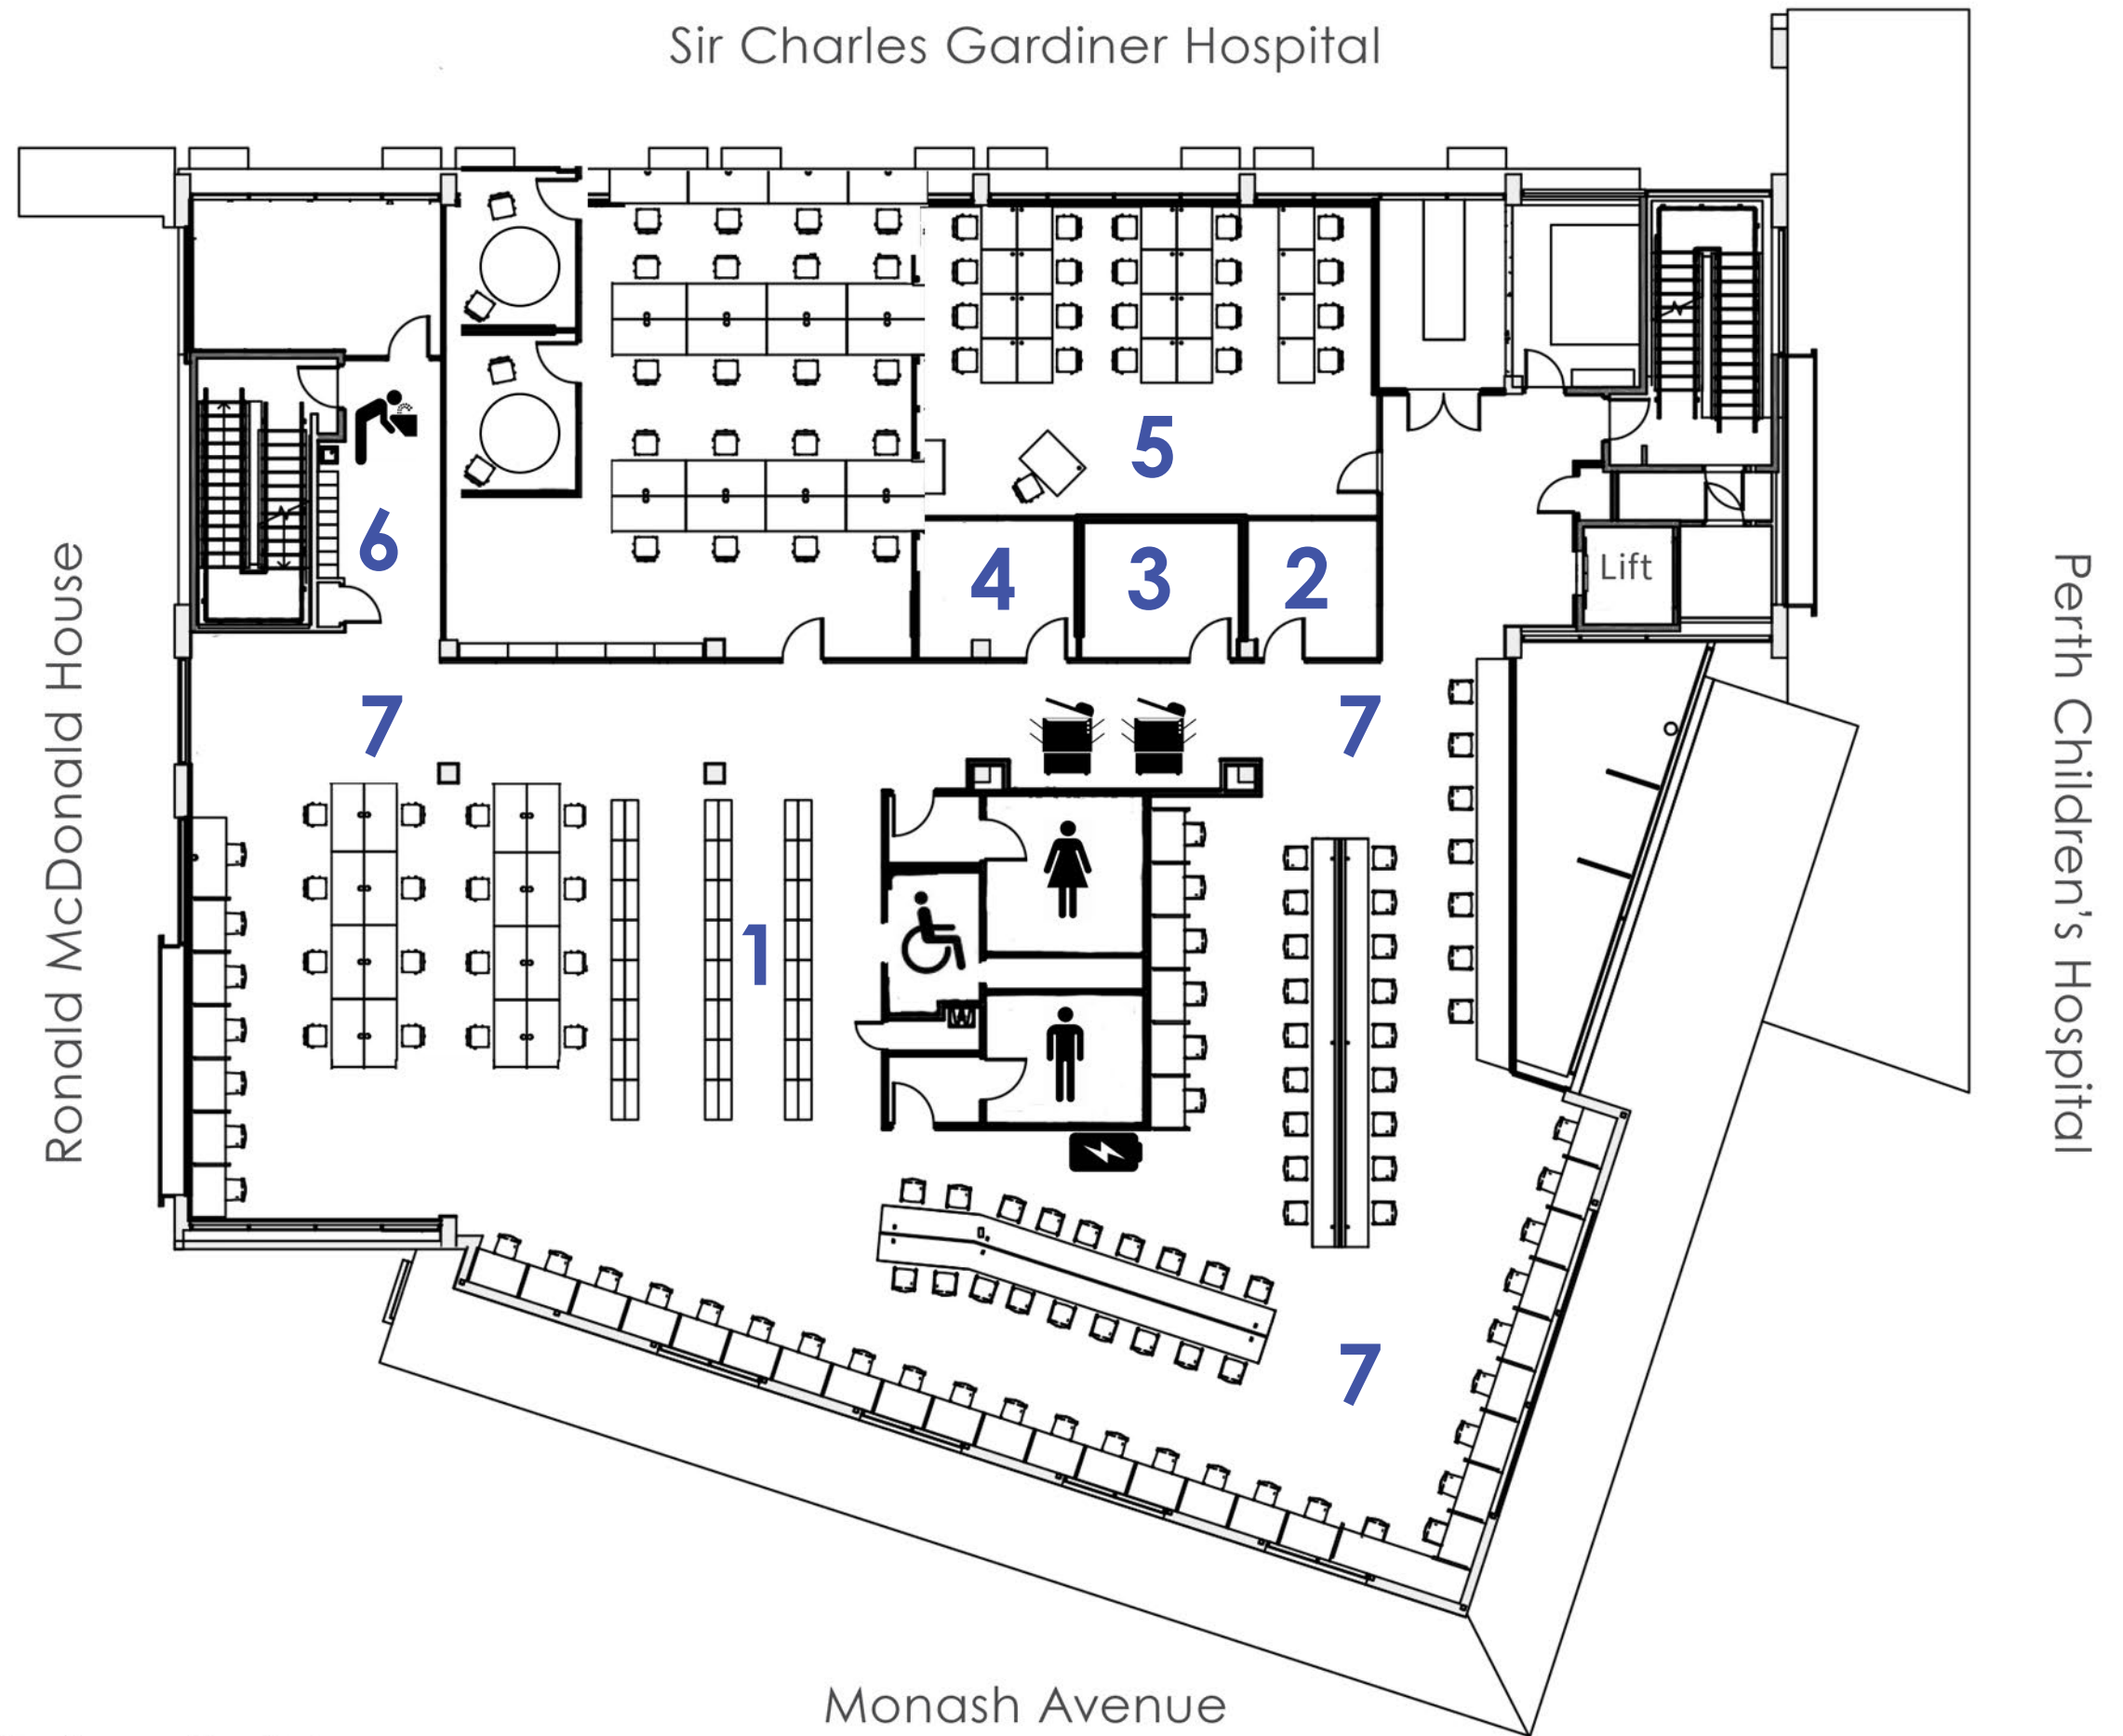 Sir Charles Gardiner Hospital
5
6
4
3
2
Lift
Ronald McDonald House
Perth Children's Hospital
7
7
1
7
Monash Avenue